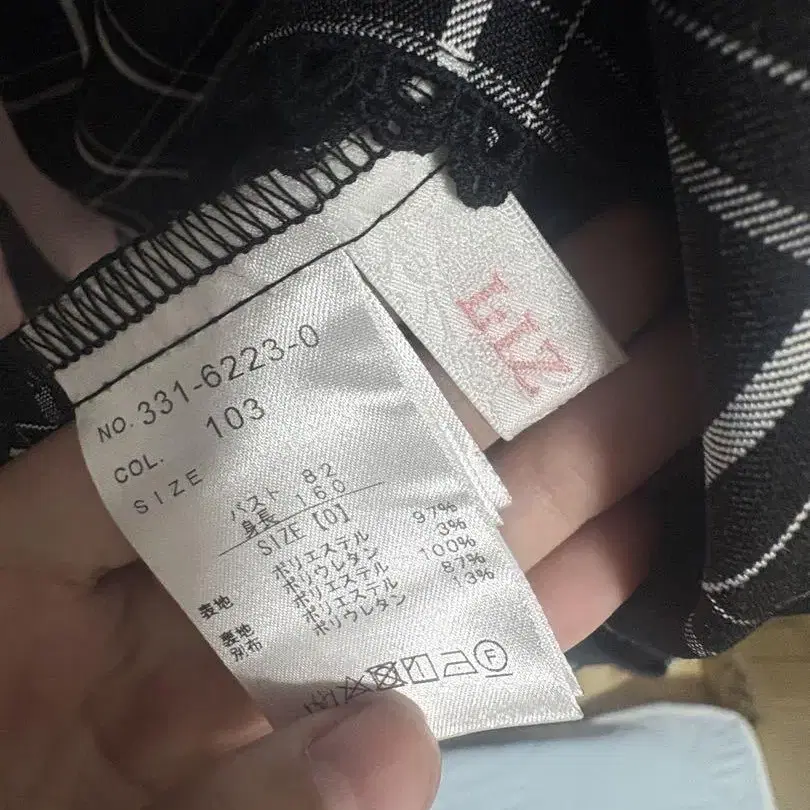 LIZ
NO. 331-6223-0
COL. 103
SIZE
バスト 82
身長 160
SIZE [0]
表地 ポリエステル 97%
ポリウレタン 3%
裏地 ポリエステル 100%
別布 ポリエステル 87%
ポリウレタン 13%
F